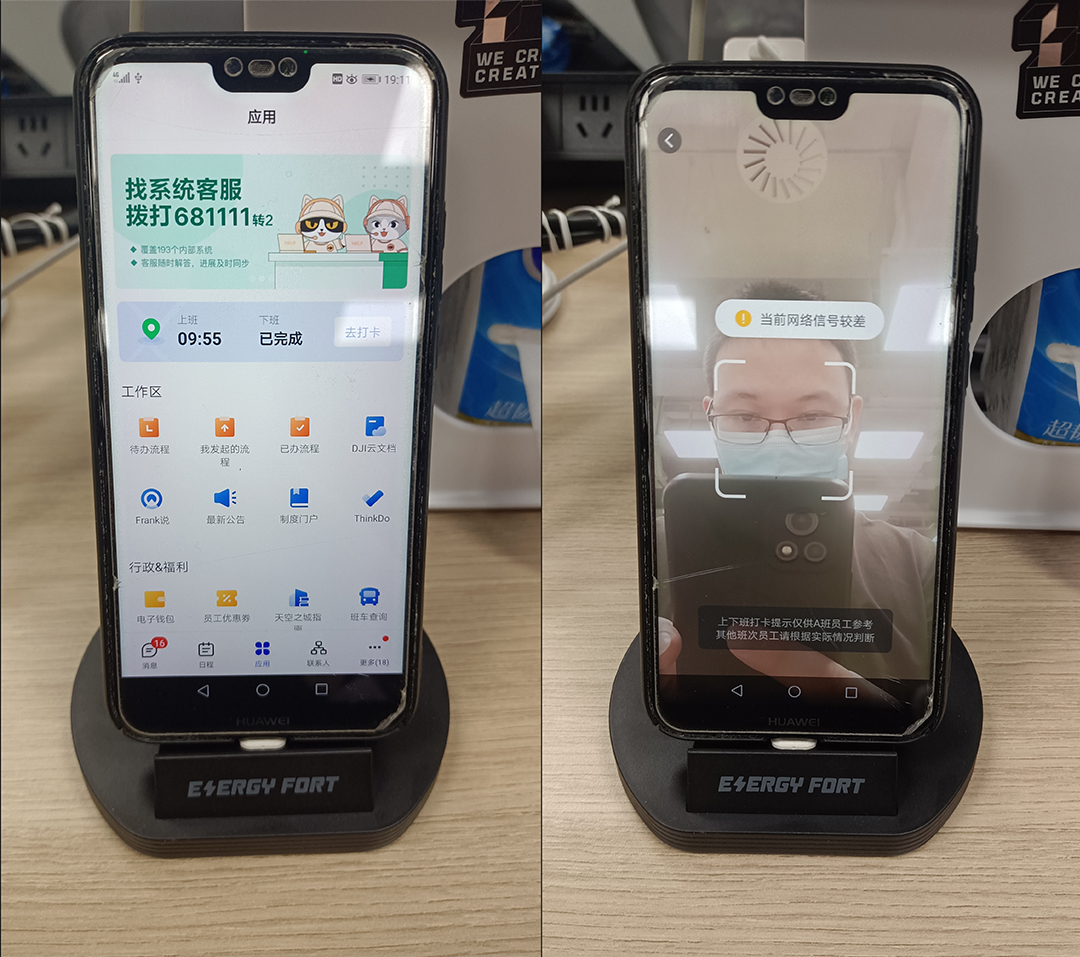 WE CR
CREAT
4G
HD
19:11
应用
找系统客服
拨打681111转2
◆ 覆盖193个内部系统
◆ 客服随时解答，进展及时同步
HELP
HELP
上班
09:55
下班
已完成
去打卡
工作区
待办流程
我发起的流
程
已办流程
DJI云文档
Frank说
最新公告
制度门户
ThinkDo
行政&福利
电子钱包
员工优惠券
天空之城指
班车查询
16
消息
日程
应用
联系人
更多(18)
HUAWEI
ENERGY FORT
超
WE CR
CREA
当前网络信号较差
上下班打卡提示仅供A班员工参考
其他班次员工请根据实际情况判断
HUAWEI
ENERGY FORT
超